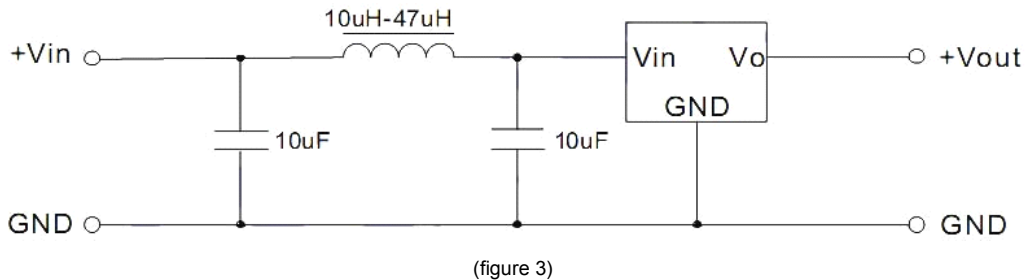 10uH-47uH
+Vin
Vin
Vo
+Vout
GND
10uF
10uF
GND
GND
(figure 3)